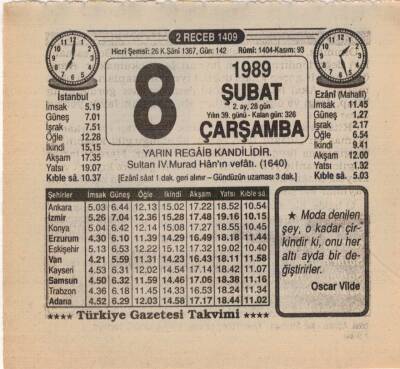 2 RECEB 1409
Hicri Şemsî: 26 K.Sâni 1367, Gün: 142 Rûmî: 1404-Kasım: 93
8
1989
ŞUBAT
2. ay, 28 gün
Yılın 39. günü - Kalan gün: 326
ÇARŞAMBA
İstanbul
İmsak 5.19
Güneş 7.01
İsrak 7.51
Öğle 12.28
İkindi 15.15
Akşam 17.35
Yatsı 19.07
Kıble sâ. 10.37
Ezânî (Mahallî)
İmsak 11.45
Güneş 1.27
İsrak 2.17
Öğle 6.54
İkindi 9.41
Akşam 12.00
Yatsı 1.32
Kıble sâ. 5.03
YARIN REGÂİB KANDİLİDİR.
Sultan IV.Murad Hân'ın vefâtı. (1640)
[Ezânî sâat 1 dak. geri alınır – Gündüzün uzaması 3 dak.]
Şehirler İmsak Güneş Öğle İkindi Akşam Yatsı Kıble sâ.
Ankara 5.03 6.44 12.13 15.02 17.22 18.52 10.54
İzmir 5.26 7.04 12.36 15.28 17.48 19.16 10.15
Konya 5.04 6.42 12.14 15.08 17.27 18.55 10.49
Erzurum 4.30 6.10 11.39 14.29 16.49 18.18 11.44
Eskişehir 5.13 6.53 12.22 15.12 17.32 19.02 10.40
Van 4.21 5.59 11.31 14.23 16.43 18.11 11.58
Kayseri 4.53 6.31 12.02 14.54 17.14 18.42 11.07
Samsun 4.50 6.32 11.59 14.46 17.06 18.38 11.16
Trabzon 4.36 6.18 11.45 14.33 16.53 18.24 11.34
Adana 4.52 6.29 12.03 14.58 17.17 18.44 11.02
★ Moda denilen
şey, o kadar çir-
kindir ki, onu her
altı ayda bir de-
ğiştirirler.
Oscar Vilde
★★★★ Türkiye Gazetesi Takvimi ★★★★